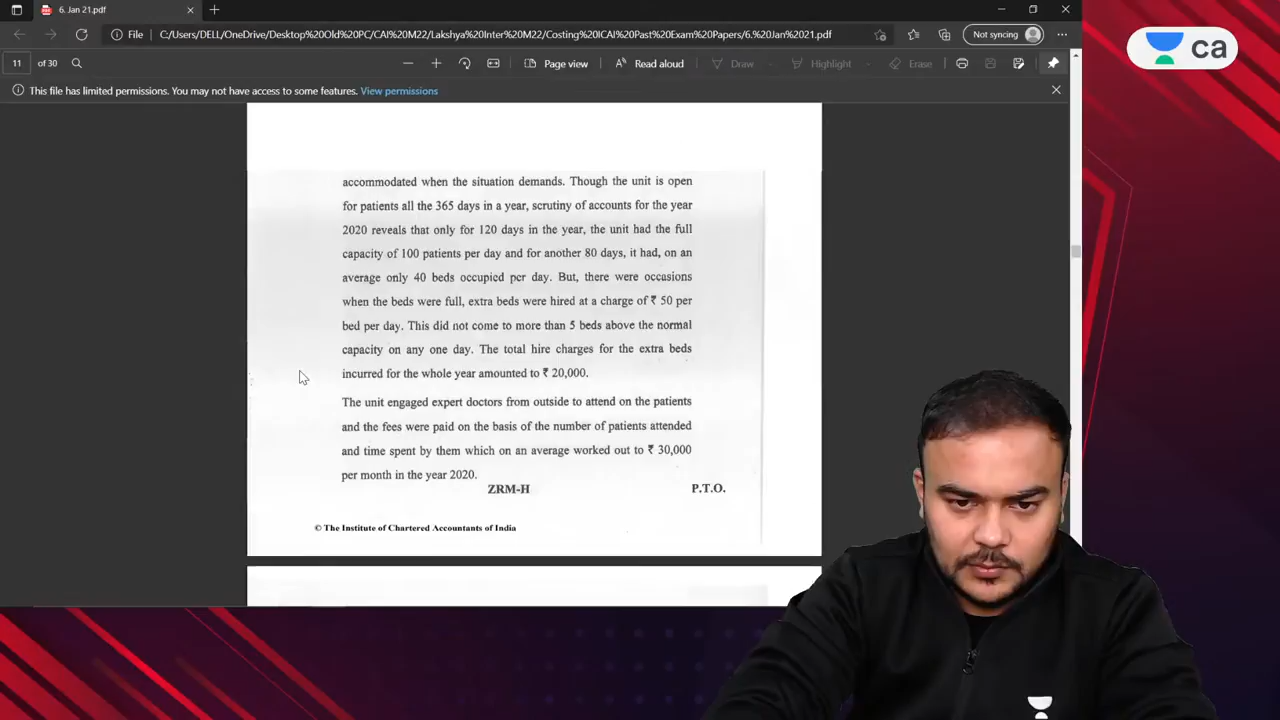 6. Jan 21.pdf
File
C:/Users/DELL/OneDrive/Desktop%20Old%20PC/CAI%20M22/Lakshya%20Inter%20M22/Costing%20ICAI%20Past%20Exam%20Papers/6.%20Jan%2021.pdf
Not syncing
11 of 30
Page view
Read aloud
Draw
Highlight
Erase
This file has limited permissions. You may not have access to some features. View permissions
ca
accommodated when the situation demands. Though the unit is open
for patients all the 365 days in a year, scrutiny of accounts for the year
2020 reveals that only for 120 days in the year, the unit had the full
capacity of 100 patients per day and for another 80 days, it had, on an
average only 40 beds occupied per day. But, there were occasions
when the beds were full, extra beds were hired at a charge of ₹ 50 per
bed per day. This did not come to more than 5 beds above the normal
capacity on any one day. The total hire charges for the extra beds
incurred for the whole year amounted to ₹ 20,000.
The unit engaged expert doctors from outside to attend on the patients
and the fees were paid on the basis of the number of patients attended
and time spent by them which on an average worked out to ₹ 30,000
per month in the year 2020.
ZRM-H
P.T.O.
© The Institute of Chartered Accountants of India